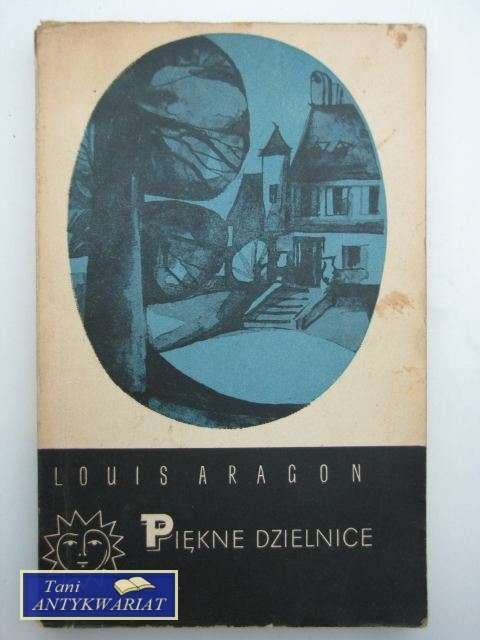 LOUIS ARAGON
PIĘKNE DZIELNICE
Tani
ANTYKWARIAT